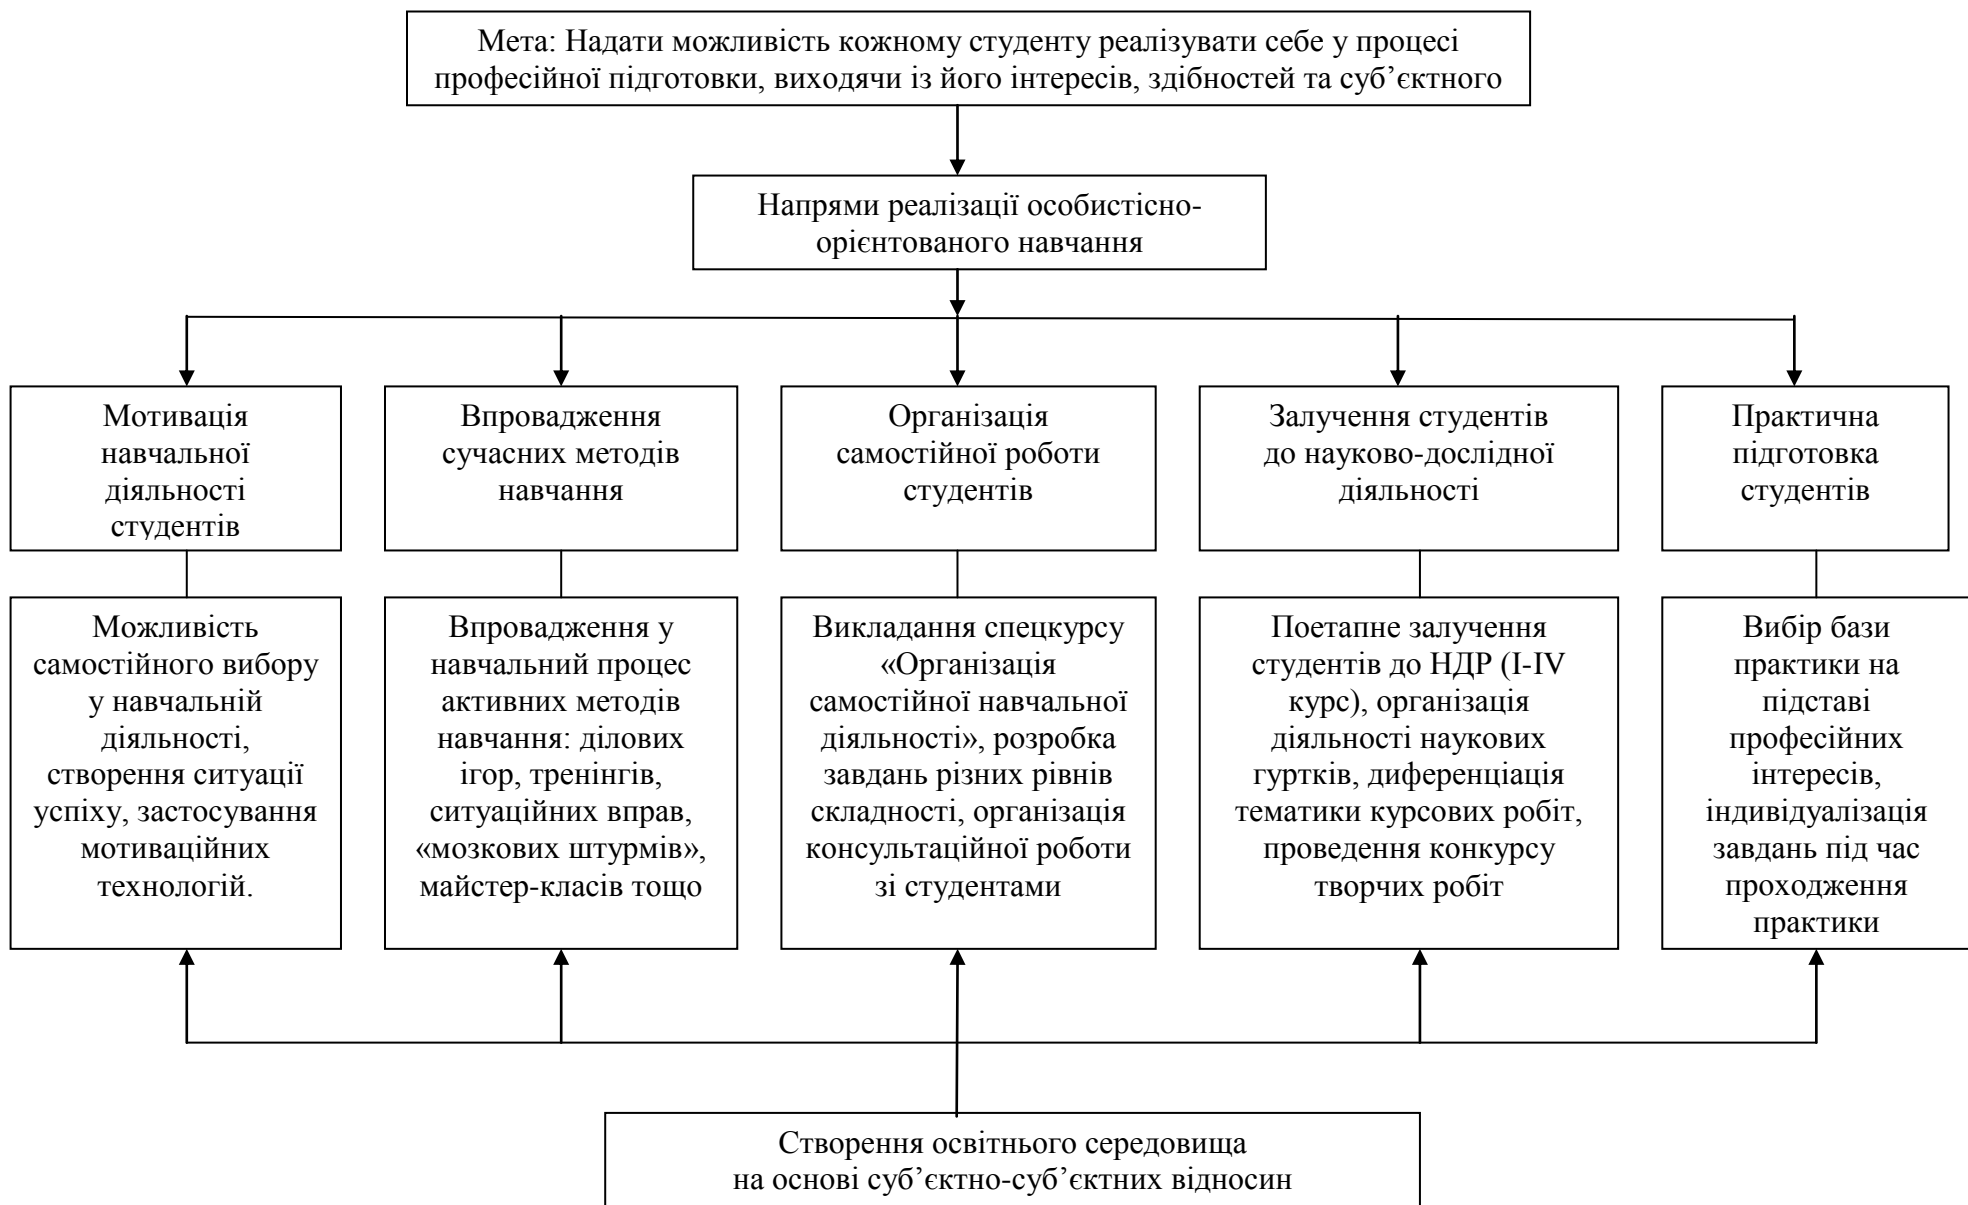 Мета: Надати можливість кожному студенту реалізувати себе у процесі
професійної підготовки, виходячи із його інтересів, здібностей та суб’єктного
Напрями реалізації особистісно-
орієнтованого навчання
Мотивація
навчальної
діяльності
студентів
Впровадження
сучасних методів
навчання
Організація
самостійної роботи
студентів
Залучення студентів
до науково-дослідної
діяльності
Практична
підготовка
студентів
Можливість
самостійного вибору
у навчальній
діяльності,
створення ситуації
успіху, застосування
мотиваційних
технологій.
Впровадження у
навчальний процес
активних методів
навчання: ділових
ігор, тренінгів,
ситуаційних вправ,
«мозкових штурмів»,
майстер-класів тощо
Викладання спецкурсу
«Організація
самостійної навчальної
діяльності», розробка
завдань різних рівнів
складності, організація
консультаційної роботи
зі студентами
Поетапне залучення
студентів до НДР (I-IV
курс), організація
діяльності наукових
гуртків, диференціація
тематики курсових робіт,
проведення конкурсу
творчих робіт
Вибір бази
практики на
підставі
професійних
інтересів,
індивідуалізація
завдань під час
проходження
практики
Створення освітнього середовища
на основі суб’єктно-суб’єктних відносин